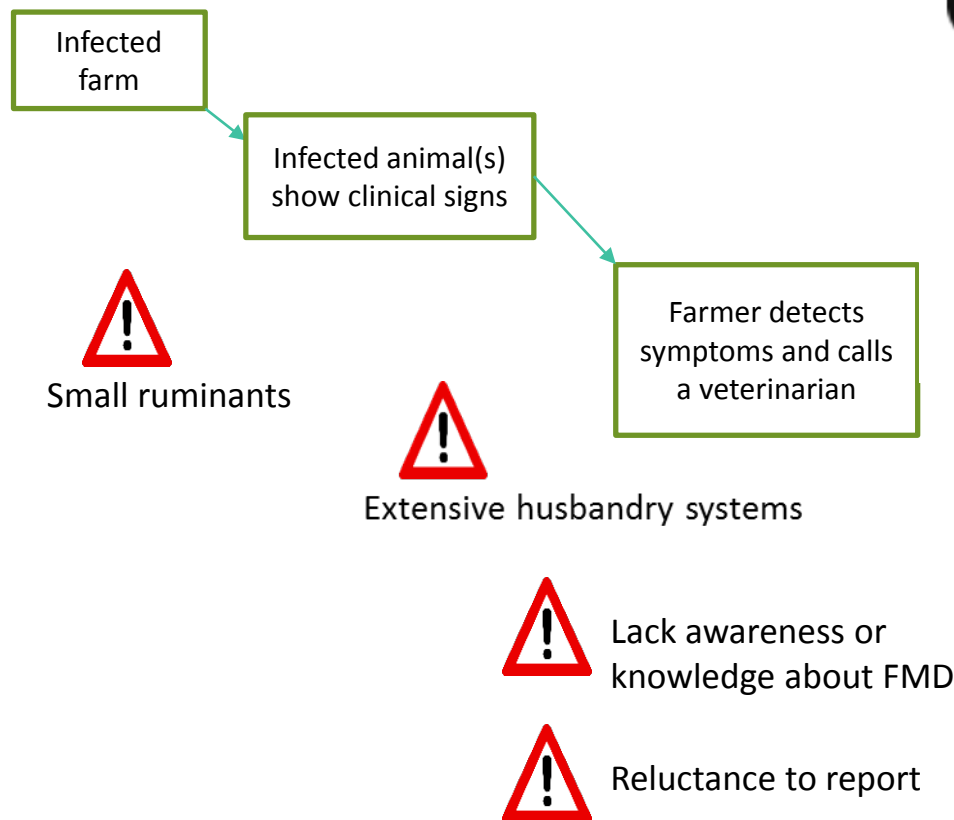 Infected
farm
Infected animal(s)
show clinical signs
Farmer detects
symptoms and calls
a veterinarian
Small ruminants
Extensive husbandry systems
Lack awareness or
knowledge about FMD
Reluctance to report